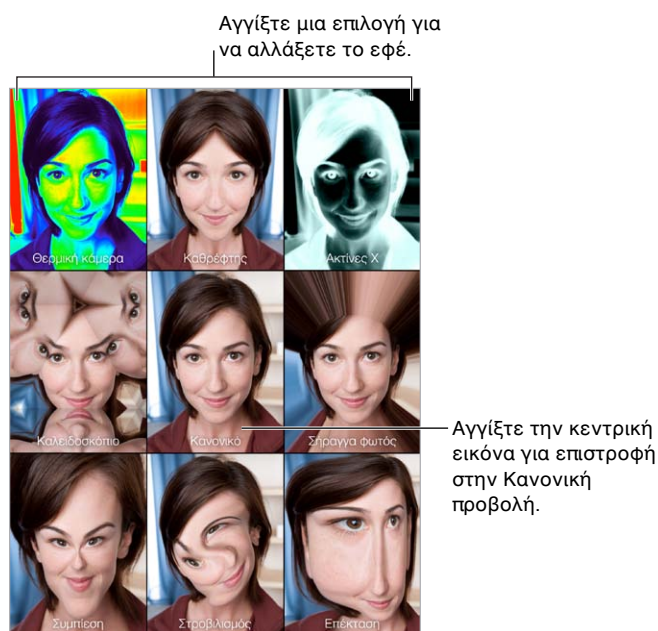 Αγγίξτε μια επιλογή για
να αλλάξετε το εφέ.
Θερμική κάμερα
Καθρέφτης
Ακτίνες Χ
Καλειδοσκόπιο
Κανονικό
Σήραγγα φωτός
Αγγίξτε την κεντρική
εικόνα για επιστροφή
στην Κανονική
προβολή.
Συμπίεση
Στροβιλισμός
Επέκταση